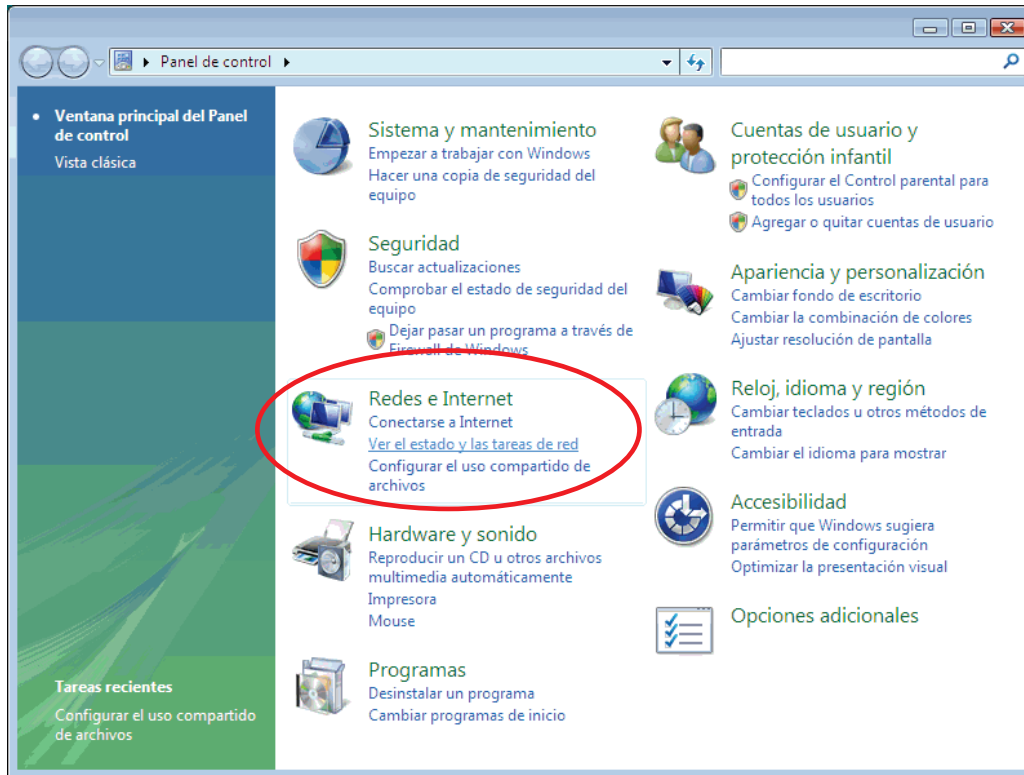 Panel de control
Ventana principal del Panel
de control
Vista clásica
Sistema y mantenimiento
Empezar a trabajar con Windows
Hacer una copia de seguridad del
equipo
Seguridad
Buscar actualizaciones
Comprobar el estado de seguridad del
equipo
Dejar pasar un programa a través de
Firewall de Windows
Redes e Internet
Conectarse a Internet
Ver el estado y las tareas de red
Configurar el uso compartido de
archivos
Hardware y sonido
Reproducir un CD u otros archivos
multimedia automáticamente
Impresora
Mouse
Programas
Desinstalar un programa
Cambiar programas de inicio
Cuentas de usuario y
protección infantil
Configurar el Control parental para
todos los usuarios
Agregar o quitar cuentas de usuario
Apariencia y personalización
Cambiar fondo de escritorio
Cambiar la combinación de colores
Ajustar resolución de pantalla
Reloj, idioma y región
Cambiar teclados u otros métodos de
entrada
Cambiar el idioma para mostrar
Accesibilidad
Permitir que Windows sugiera
parámetros de configuración
Optimizar la presentación visual
Opciones adicionales
Tareas recientes
Configurar el uso compartido
de archivos